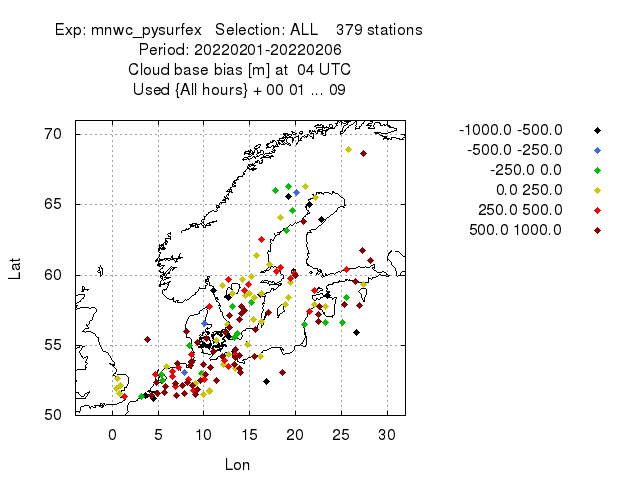 Exp: mnwc_pysurfex   Selection: ALL    379 stations
Period: 20220201-20220206
Cloud base bias [m] at  04 UTC
Used {All hours} + 00 01 ... 09
-1000.0 -500.0
-500.0 -250.0
-250.0 0.0
0.0 250.0
250.0 500.0
500.0 1000.0
70
65
60
55
50
Lat
0 5 10 15 20 25 30
Lon